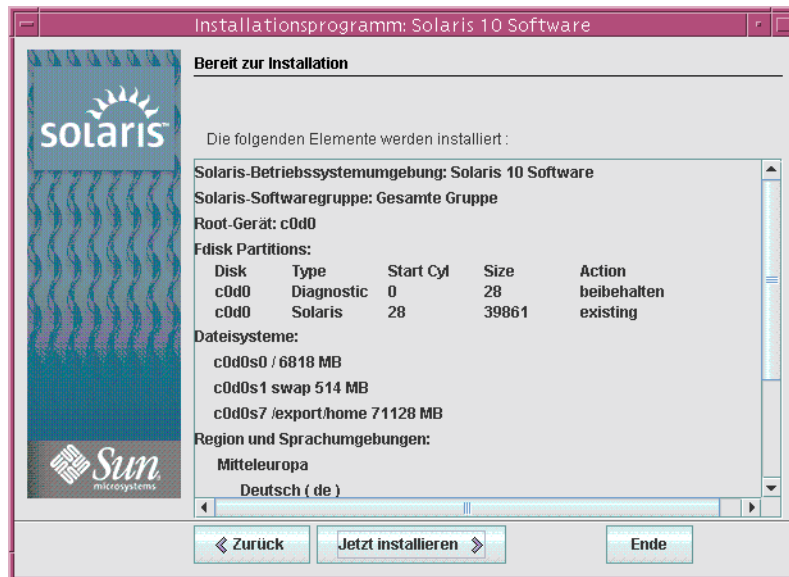 Installationsprogramm: Solaris 10 Software
solaris™
Bereit zur Installation
Die folgenden Elemente werden installiert :
Solaris-Betriebssystemumgebung: Solaris 10 Software
Solaris-Softwaregruppe: Gesamte Gruppe
Root-Gerät: c0d0
Fdisk Partitions:
Disk Type Start Cyl Size Action
c0d0 Diagnostic 0 28 beibehalten
c0d0 Solaris 28 39861 existing
Dateisysteme:
c0d0s0 / 6818 MB
c0d0s1 swap 514 MB
c0d0s7 /export/home 71128 MB
Region und Sprachumgebungen:
Mitteleuropa
Deutsch ( de )
Sun
microsystems
Zurück
Jetzt installieren
Ende